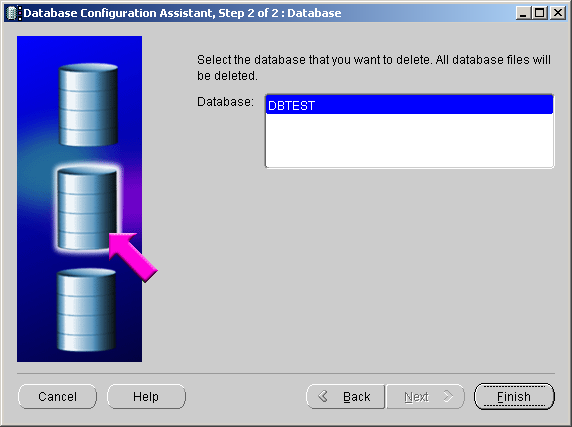 Database Configuration Assistant, Step 2 of 2 : Database
Select the database that you want to delete. All database files will
be deleted.
Database:
DBTEST
Cancel
Help
Back
Next
Finish